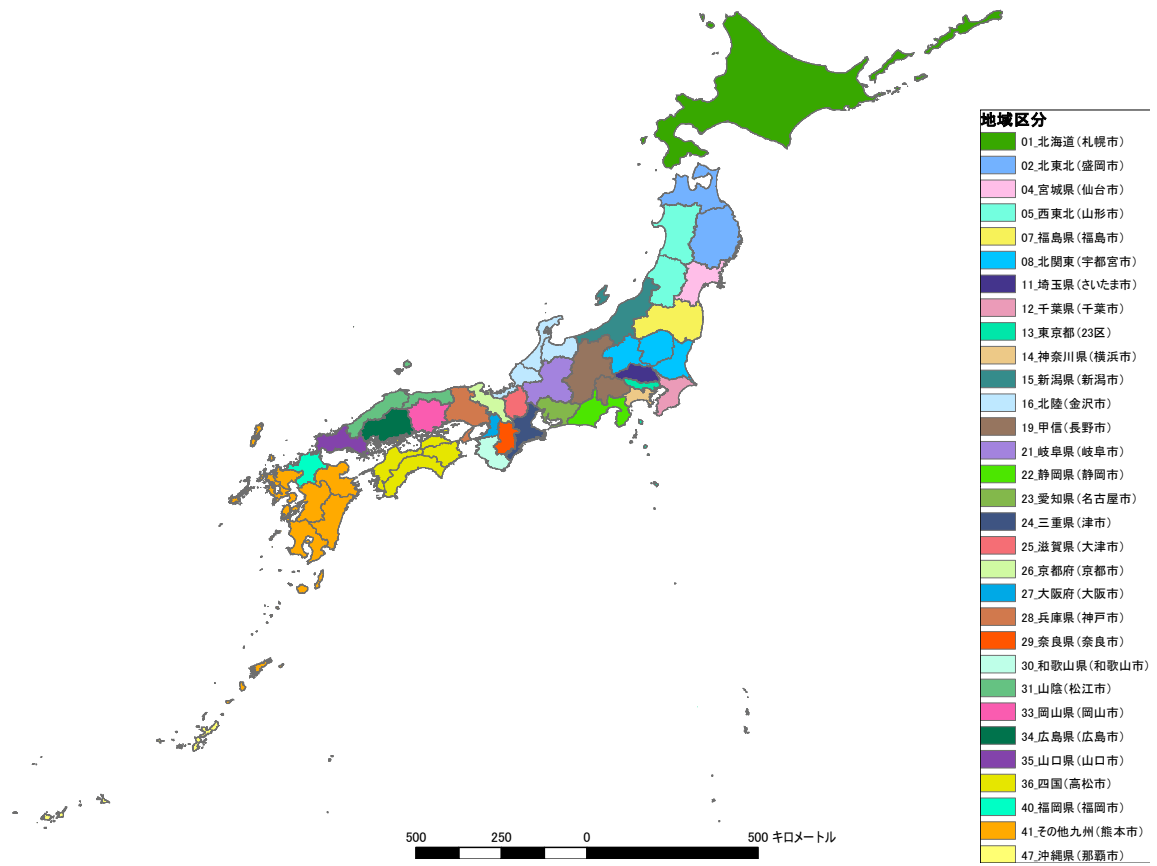 地域区分
01_北海道(札幌市)
02_北東北(盛岡市)
04_宮城県(仙台市)
05_西東北(山形市)
07_福島県(福島市)
08_北関東(宇都宮市)
11_埼玉県(さいたま市)
12_千葉県(千葉市)
13_東京都(23区)
14_神奈川県(横浜市)
15_新潟県(新潟市)
16_北陸(金沢市)
19_甲信(長野市)
21_岐阜県(岐阜市)
22_静岡県(静岡市)
23_愛知県(名古屋市)
24_三重県(津市)
25_滋賀県(大津市)
26_京都府(京都市)
27_大阪府(大阪市)
28_兵庫県(神戸市)
29_奈良県(奈良市)
30_和歌山県(和歌山市)
31_山陰(松江市)
33_岡山県(岡山市)
34_広島県(広島市)
35_山口県(山口市)
36_四国(高松市)
40_福岡県(福岡市)
41_その他九州(熊本市)
47_沖縄県(那覇市)
500 250 0 500 キロメートル